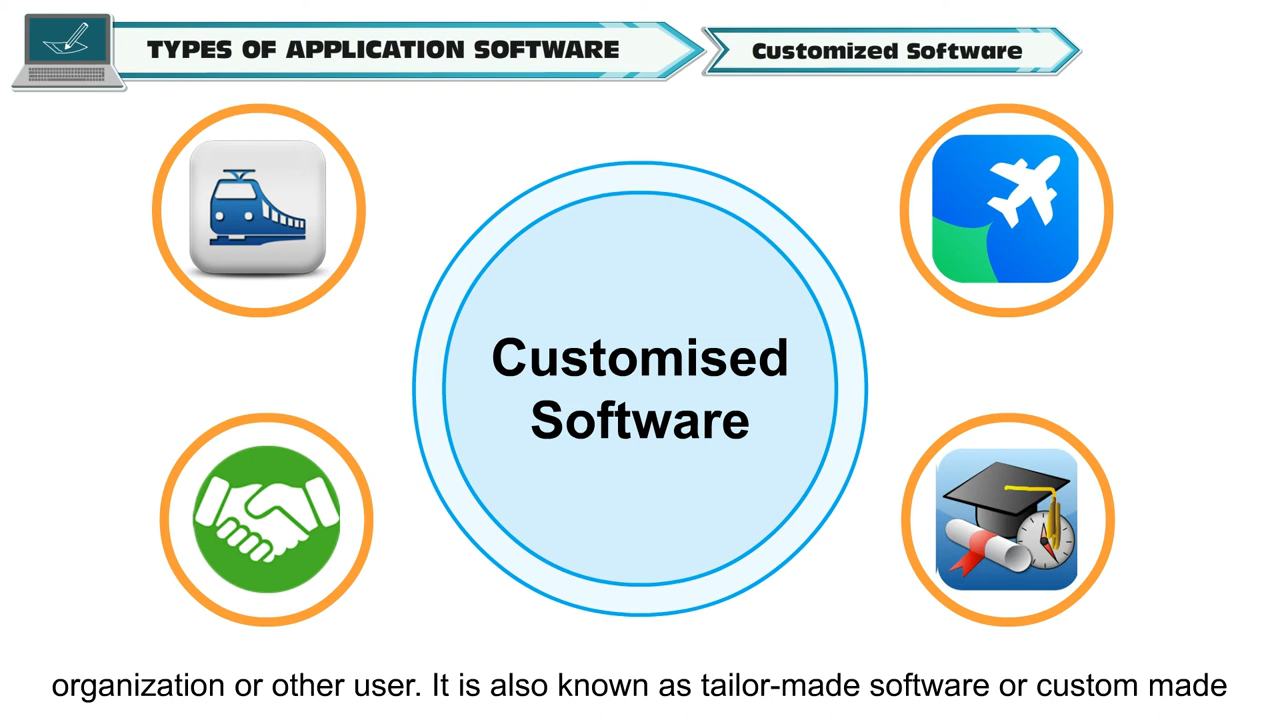 TYPES OF APPLICATION SOFTWARE
Customized Software
Customised
Software
organization or other user. It is also known as tailor-made software or custom made